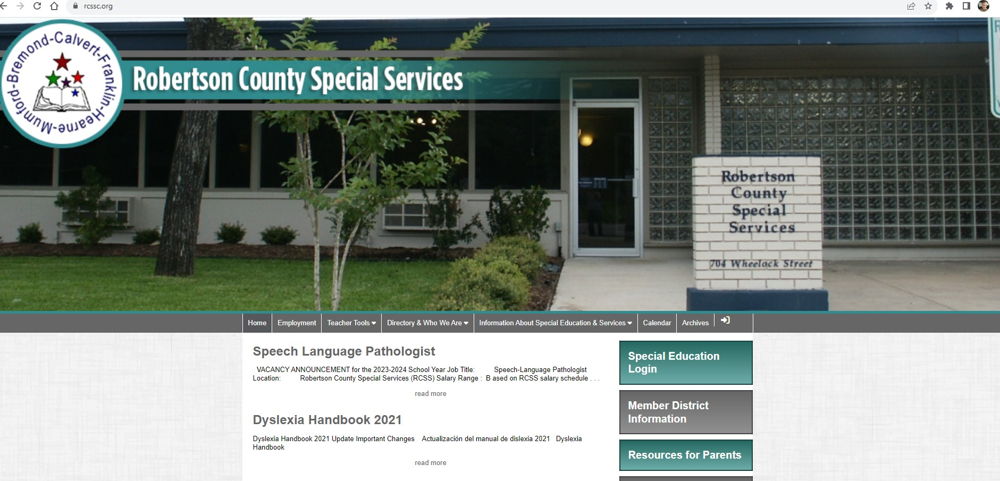 rcssc.org
Mumford-Bremond-Calvert-Franklin-Hearne-
Robertson County Special Services
Robertson
County
Special
Services
704 Wheelock Street
Home
Employment
Teacher Tools
Directory & Who We Are
Information About Special Education & Services
Calendar
Archives
Speech Language Pathologist
VACANCY ANNOUNCEMENT for the 2023-2024 School Year Job Title: Speech-Language Pathologist
Location: Robertson County Special Services (RCSS) Salary Range : B ased on RCSS salary schedule . . .
read more
Dyslexia Handbook 2021
Dyslexia Handbook 2021 Update Important Changes Actualización del manual de dislexia 2021 Dyslexia
Handbook
read more
Special Education
Login
Member District
Information
Resources for Parents